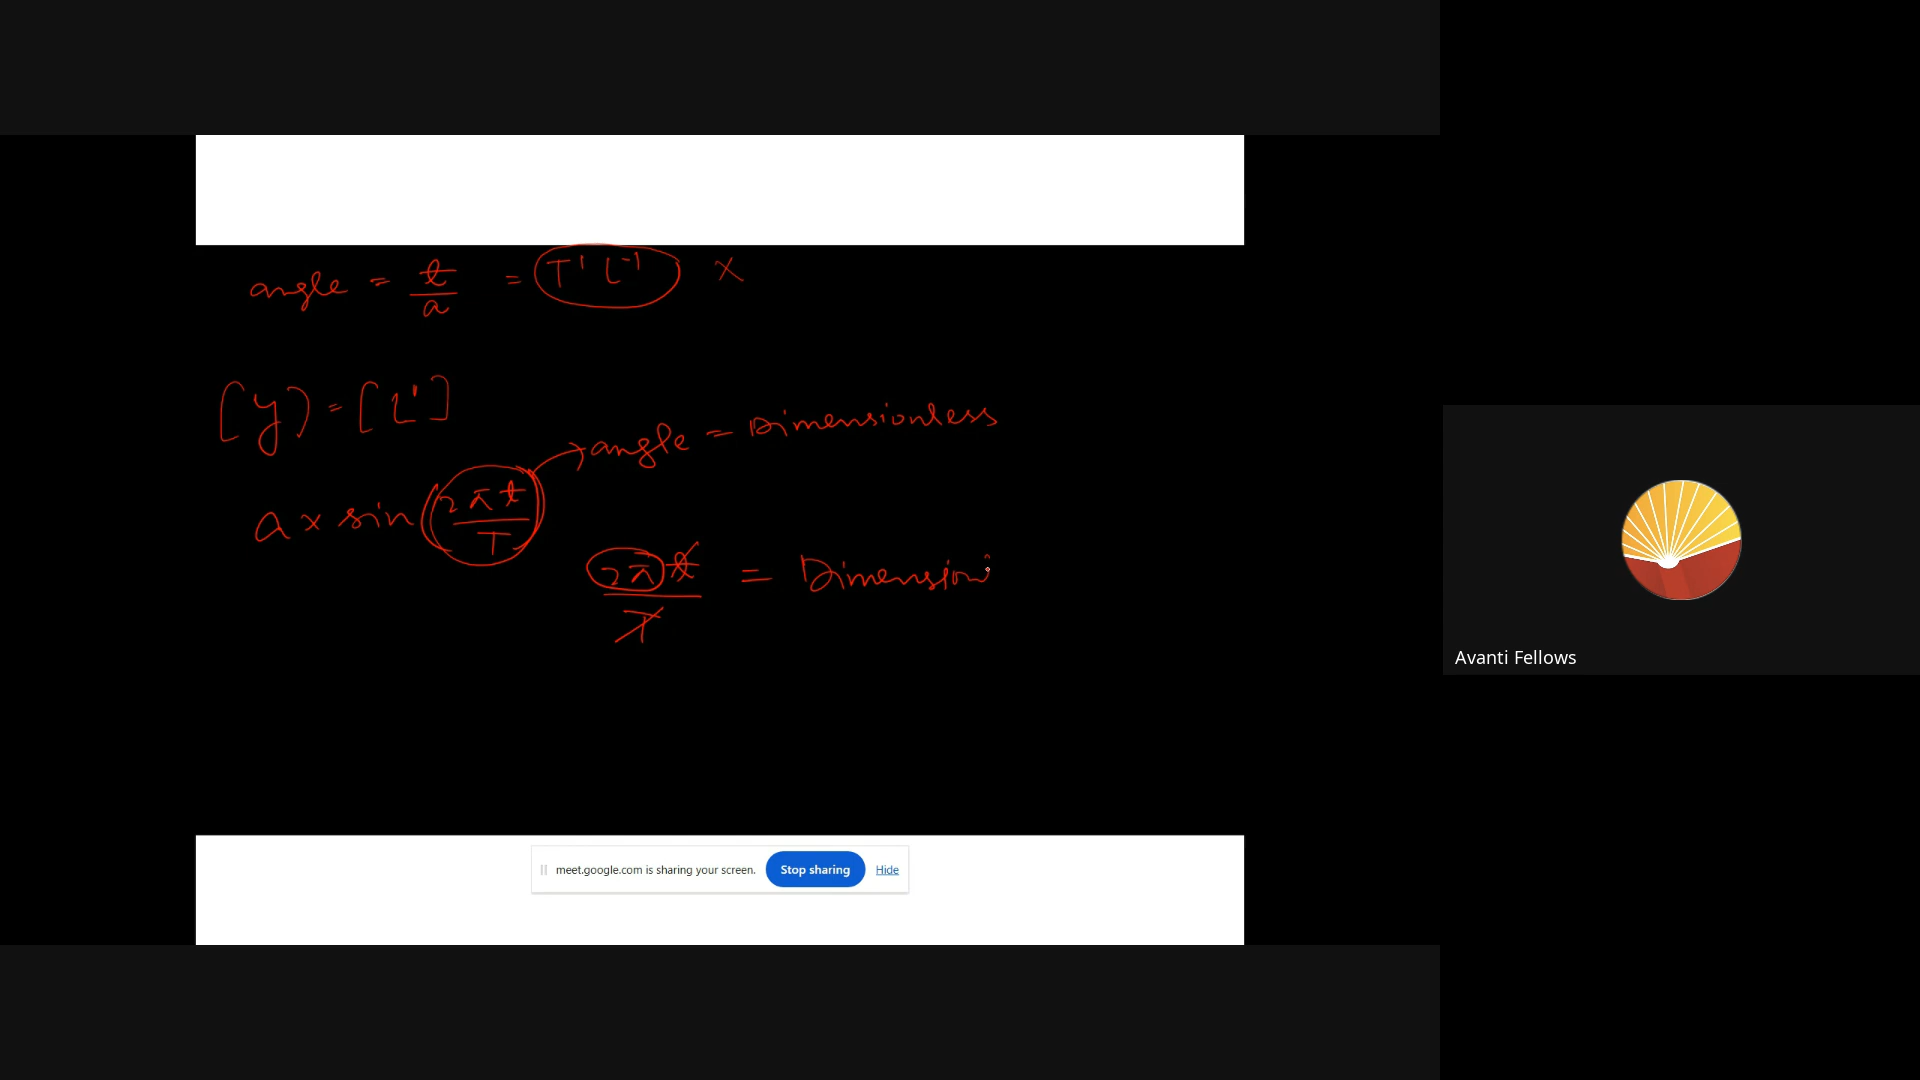 angle = t/a = T¹ L⁻¹ ×
[y] = [L¹]
→ angle = Dimensionless
a × sin (2πt/T)
2πt/T = Dimension
meet.google.com is sharing your screen. Stop sharing Hide
Avanti Fellows